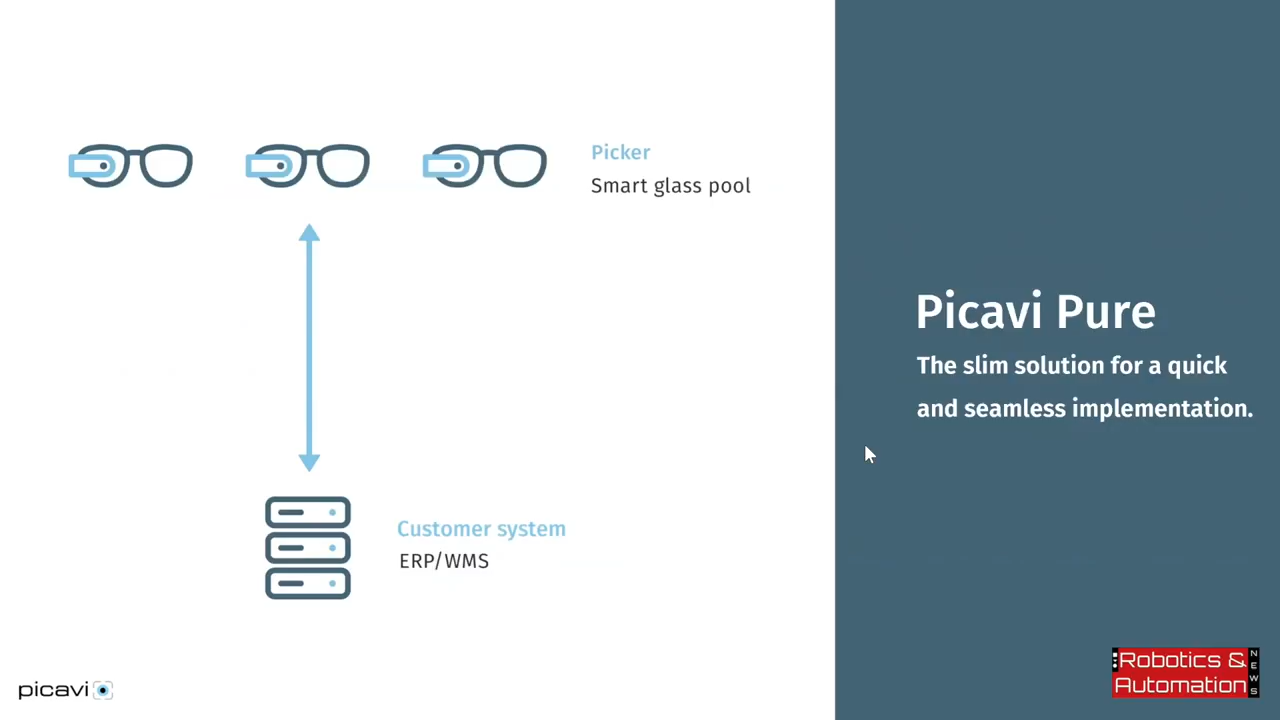 Picker
Smart glass pool
Customer system
ERP/WMS
Picavi Pure
The slim solution for a quick
and seamless implementation.
picavi
Robotics &
Automation
NEWS